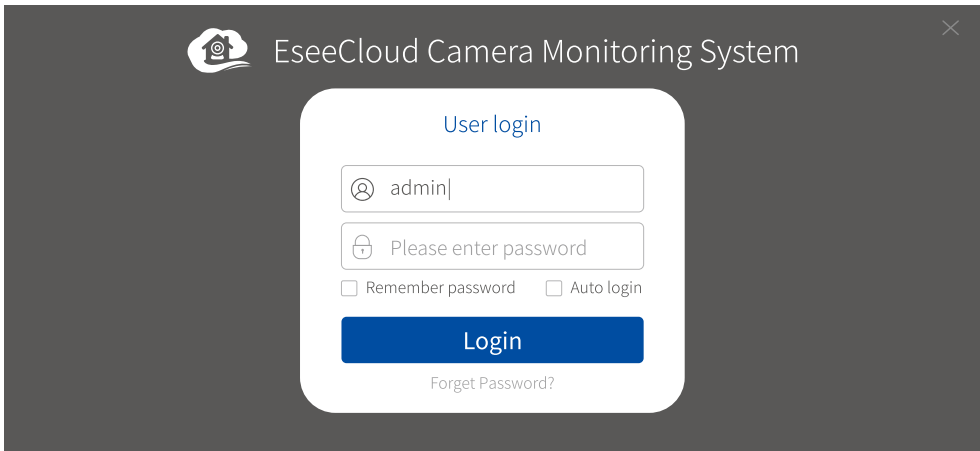 EseeCloud Camera Monitoring System
User login
admin
Please enter password
Remember password Auto login
Login
Forget Password?